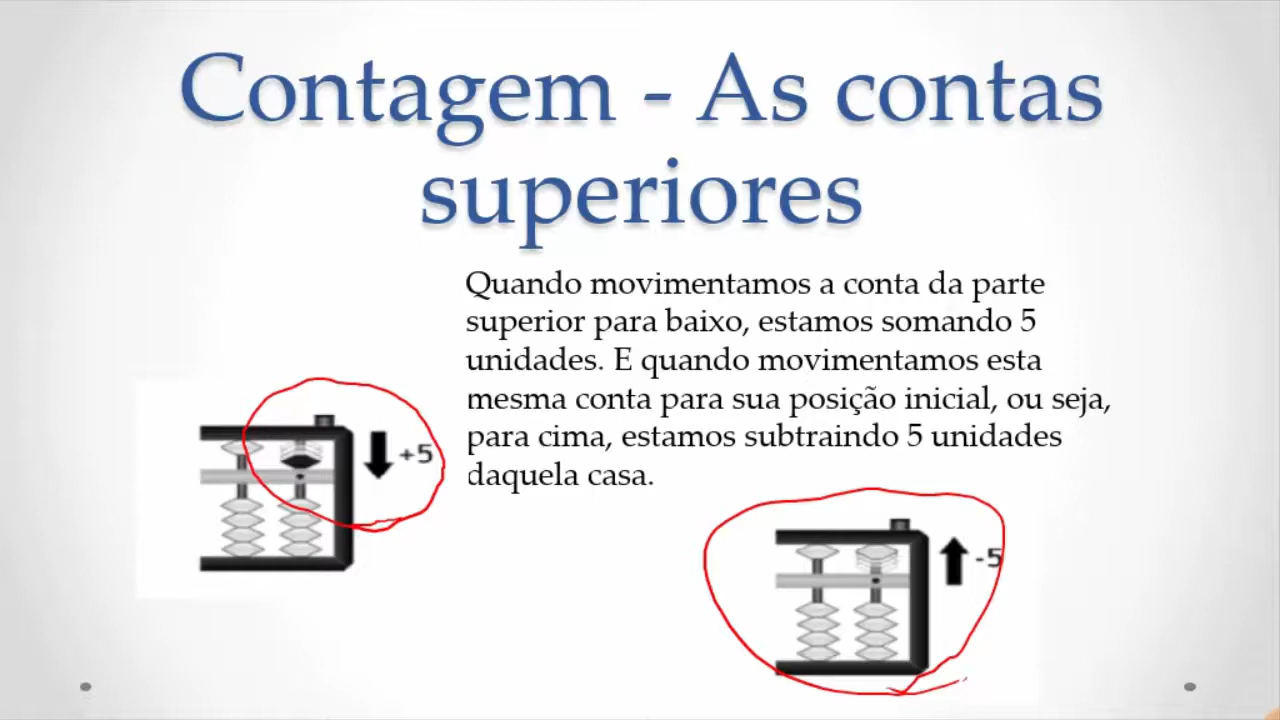 Contagem - As contas
superiores
Quando movimentamos a conta da parte
superior para baixo, estamos somando 5
unidades. E quando movimentamos esta
mesma conta para sua posição inicial, ou seja,
para cima, estamos subtraindo 5 unidades
daquela casa.
+5
-5